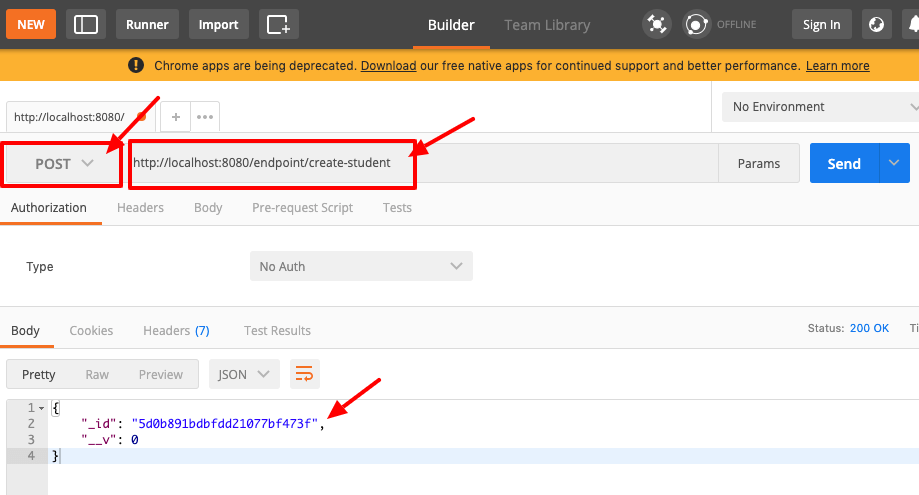 NEW Runner Import Builder Team Library OFFLINE Sign In
Chrome apps are being deprecated. Download our free native apps for continued support and better performance. Learn more
http://localhost:8080/ + ••• No Environment
POST http://localhost:8080/endpoint/create-student Params Send
Authorization Headers Body Pre-request Script Tests
Type No Auth
Body Cookies Headers (7) Test Results Status: 200 OK
Pretty Raw Preview JSON
1 {
2 "_id": "5d0b891bdbfdd21077bf473f",
3 "__v": 0
4 }